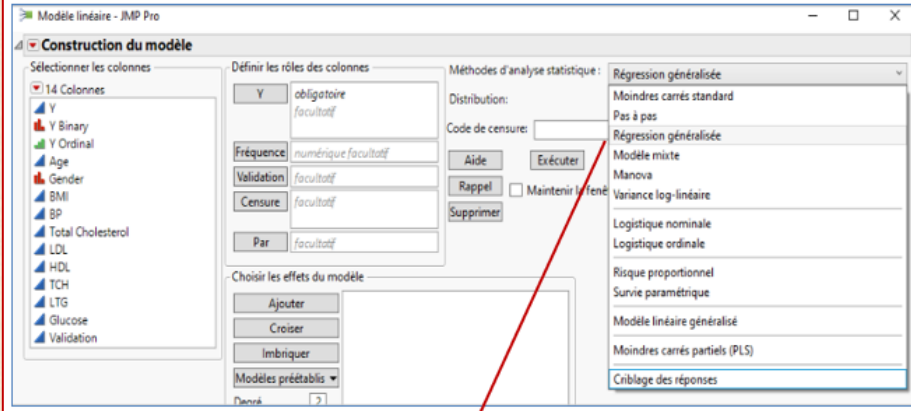 Modèle linéaire - JMP Pro
Construction du modèle
Sélectionner les colonnes
14 Colonnes
Y
Y Binary
Y Ordinal
Age
Gender
BMI
BP
Total Cholesterol
LDL
HDL
TCH
LTG
Glucose
Validation
Définir les rôles des colonnes
Y
obligatoire
facultatif
Fréquence
numérique facultatif
Validation
facultatif
Censure
facultatif
Par
facultatif
Choisir les effets du modèle
Ajouter
Croiser
Imbriquer
Modèles préétablis
Degré
2
Méthodes d'analyse statistique :
Régression généralisée
Distribution:
Code de censure:
Aide
Exécuter
Rappel
Maintenir la fenê
Supprimer
Moindres carrés standard
Pas à pas
Régression généralisée
Modèle mixte
Manova
Variance log-linéaire
Logistique nominale
Logistique ordinale
Risque proportionnel
Survie paramétrique
Modèle linéaire généralisé
Moindres carrés partiels (PLS)
Criblage des réponses